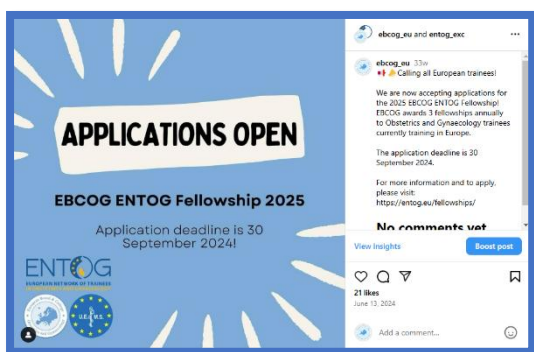 APPLICATIONS OPEN
EBCOG ENTOG Fellowship 2025
Application deadline is 30
September 2024!
ENTOG
EUROPEAN NETWORK OF TRAINEES
U.E.M.S
ebcog_eu and entog_exc
ebcog_eu 33w
Calling all European trainees!
We are now accepting applications for
the 2025 EBCOG ENTOG Fellowship!
EBCOG awards 3 fellowships annually
to Obstetrics and Gynaecology trainees
currently training in Europe.
The application deadline is 30
September 2024.
For more information and to apply,
please visit:
https://entog.eu/fellowships/
No comments yet
View Insights
Boost post
21 likes
June 13, 2024
Add a comment...